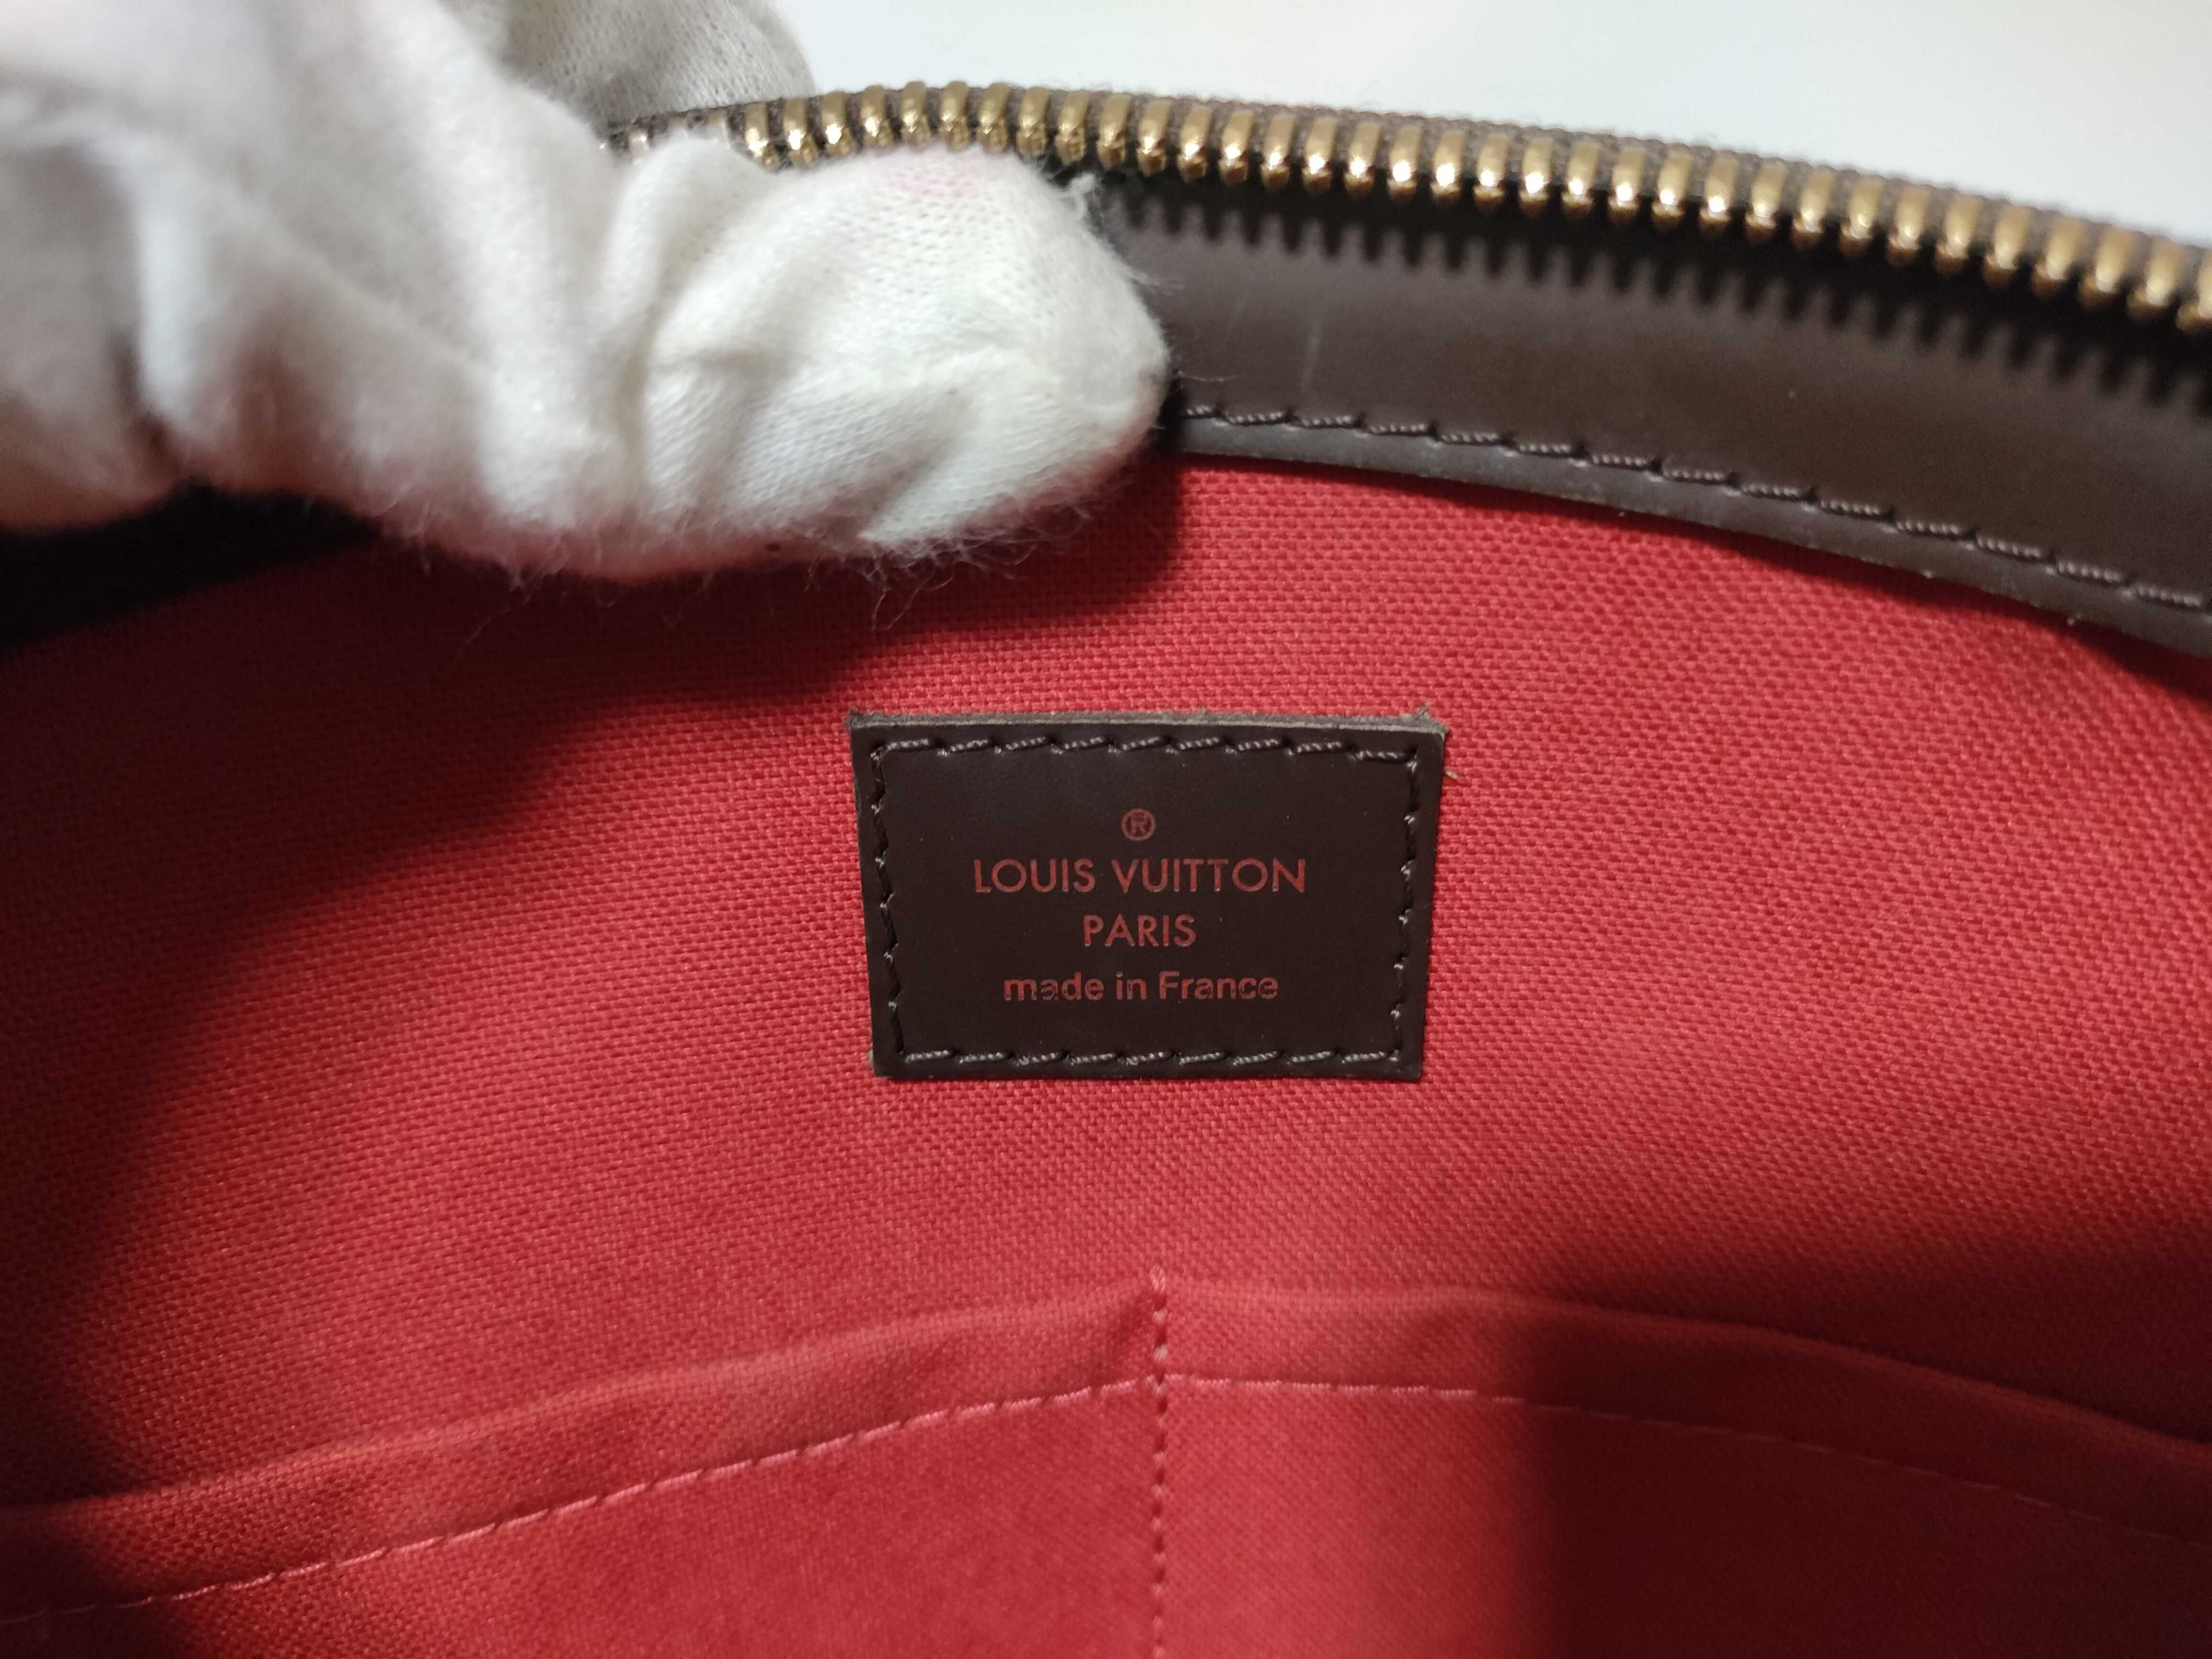 ®
LOUIS VUITTON
PARIS
made in France